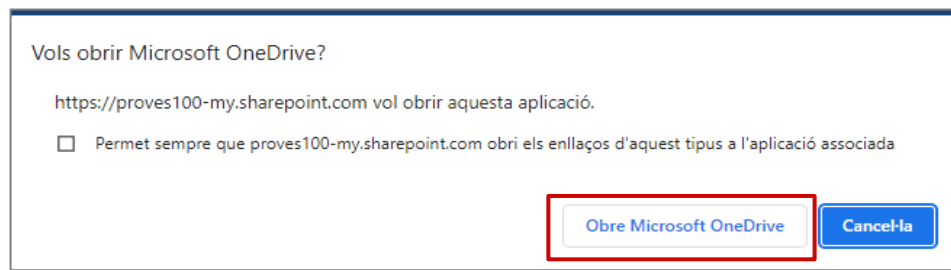 Vols obrir Microsoft OneDrive?
https://proves100-my.sharepoint.com vol obrir aquesta aplicació.
Permet sempre que proves100-my.sharepoint.com obri els enllaços d'aquest tipus a l'aplicació associada
Obre Microsoft OneDrive
Cancel·la